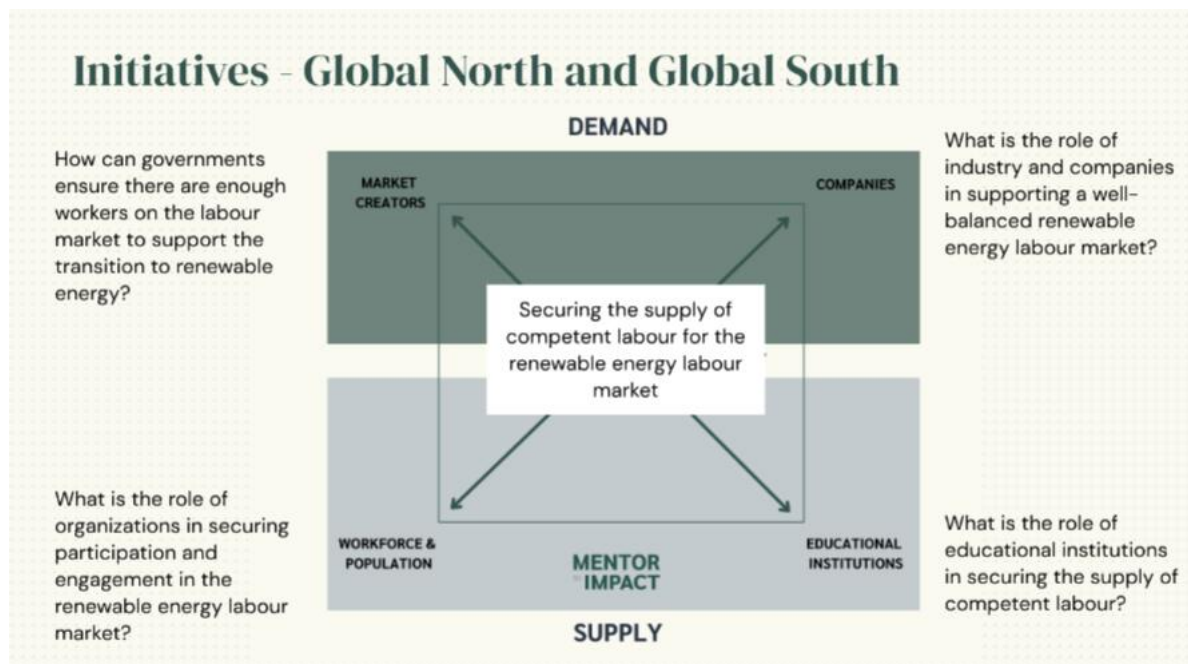 Initiatives - Global North and Global South
DEMAND
How can governments
ensure there are enough
workers on the labour
market to support the
transition to renewable
energy?
MARKET
CREATORS
COMPANIES
What is the role of
industry and companies
in supporting a well-
balanced renewable
energy labour market?
Securing the supply of
competent labour for the
renewable energy labour
market
What is the role of
organizations in securing
participation and
engagement in the
renewable energy labour
market?
WORKFORCE &
POPULATION
MENTOR
IMPACT
EDUCATIONAL
INSTITUTIONS
What is the role of
educational institutions
in securing the supply of
competent labour?
SUPPLY